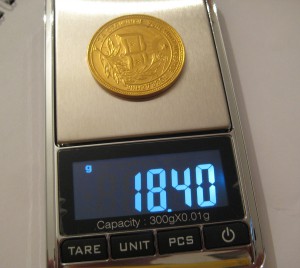 g
18.40
Capacity : 300gX0.01g
TARE UNIT PCS